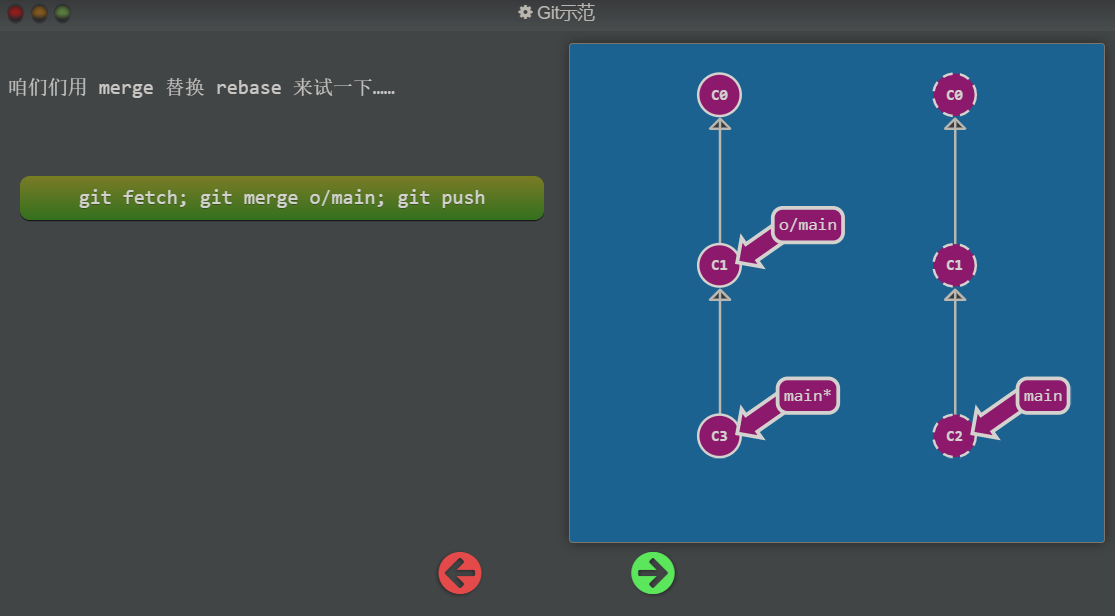 Git示范
咱们们用 merge 替换 rebase 来试一下……
git fetch; git merge o/main; git push
C0
C0
o/main
C1
C1
main*
main
C3
C2